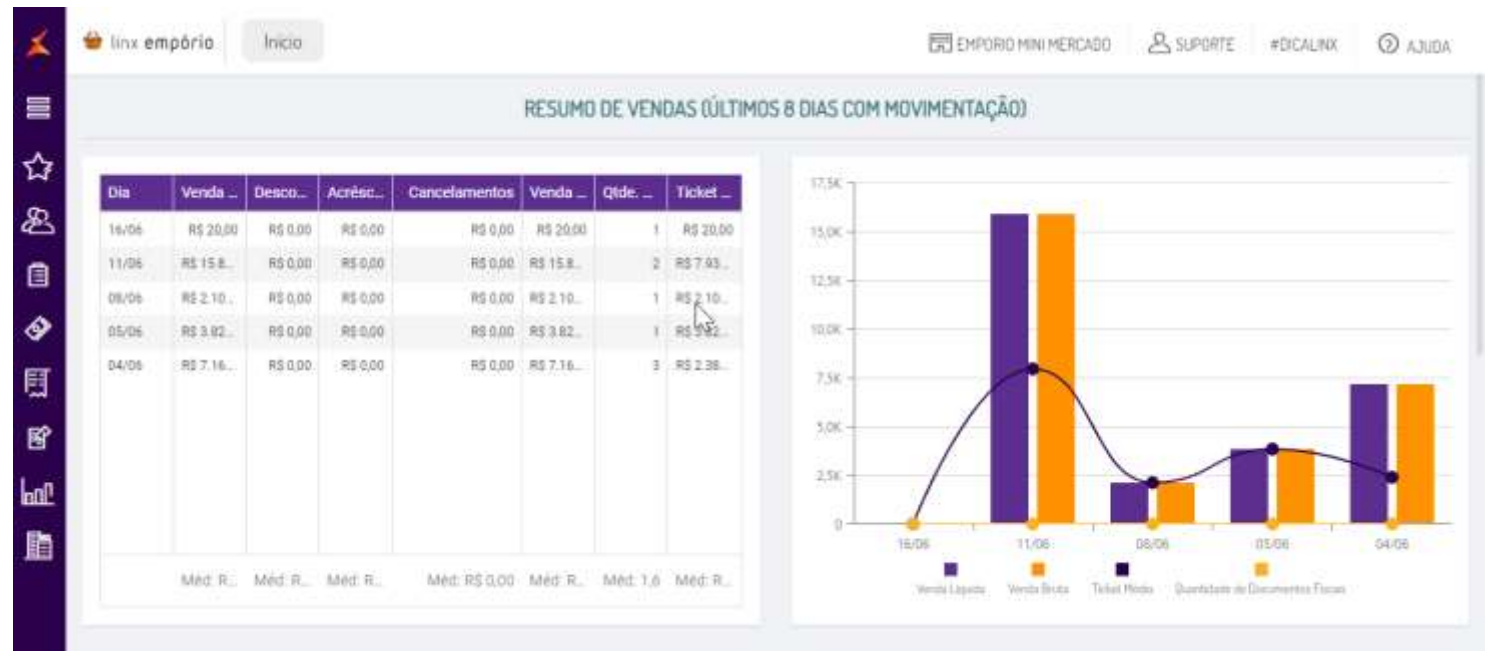 linx empório Início EMPORIO MINI MERCADO SUPORTE #DICALINX AJUDA
RESUMO DE VENDAS (ÚLTIMOS 8 DIAS COM MOVIMENTAÇÃO)
Dia Venda ... Desco... Acrésc... Cancelamentos Venda ... Qtde. ... Ticket ...
16/06 R$ 20,00 R$ 0,00 R$ 0,00 R$ 0,00 R$ 20,00 1 R$ 20,00
11/06 R$ 15.8... R$ 0,00 R$ 0,00 R$ 0,00 R$ 15.8... 2 R$ 7.93...
08/06 R$ 2.10... R$ 0,00 R$ 0,00 R$ 0,00 R$ 2.10... 1 R$ 2.10...
05/06 R$ 3.82... R$ 0,00 R$ 0,00 R$ 0,00 R$ 3.82... 1 R$ 3.82...
04/06 R$ 7.16... R$ 0,00 R$ 0,00 R$ 0,00 R$ 7.16... 3 R$ 2.38...
Méd: R... Méd: R... Méd: R... Méd: R$ 0,00 Méd: R... Méd: 1,6 Méd: R...
17,5K
15,0K
12,5K
10,0K
7,5K
5,0K
2,5K
0
16/06 11/06 08/06 05/06 04/06
Venda Líquida Venda Bruta Ticket Médio Quantidade de Documentos Fiscais